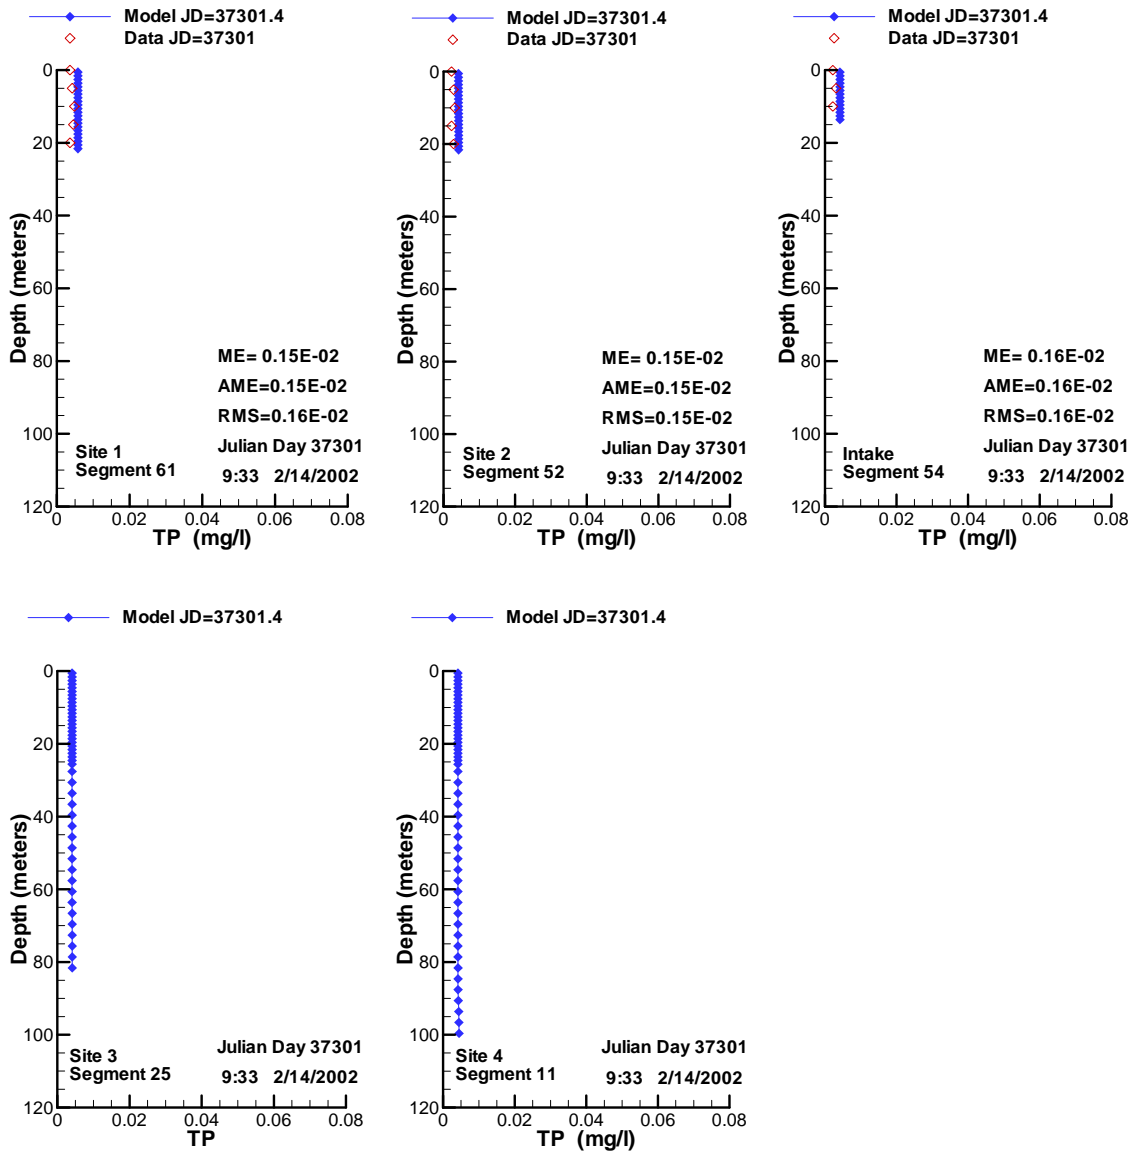 Model JD=37301.4
Data JD=37301
0
20
40
60
80
100
120
Depth (meters)
ME= 0.15E-02
AME=0.15E-02
RMS=0.16E-02
Site 1
Segment 61
Julian Day 37301
9:33 2/14/2002
0 0.02 0.04 0.06 0.08
TP (mg/l)
Model JD=37301.4
Data JD=37301
0
20
40
60
80
100
120
Depth (meters)
ME= 0.15E-02
AME=0.15E-02
RMS=0.15E-02
Site 2
Segment 52
Julian Day 37301
9:33 2/14/2002
0 0.02 0.04 0.06 0.08
TP (mg/l)
Model JD=37301.4
Data JD=37301
0
20
40
60
80
100
120
Depth (meters)
ME= 0.16E-02
AME=0.16E-02
RMS=0.16E-02
Intake
Segment 54
Julian Day 37301
9:33 2/14/2002
0 0.02 0.04 0.06 0.08
TP (mg/l)
Model JD=37301.4
0
20
40
60
80
100
120
Depth (meters)
Site 3
Segment 25
Julian Day 37301
9:33 2/14/2002
0 0.02 0.04 0.06 0.08
TP
Model JD=37301.4
0
20
40
60
80
100
120
Depth (meters)
Site 4
Segment 11
Julian Day 37301
9:33 2/14/2002
0 0.02 0.04 0.06 0.08
TP (mg/l)